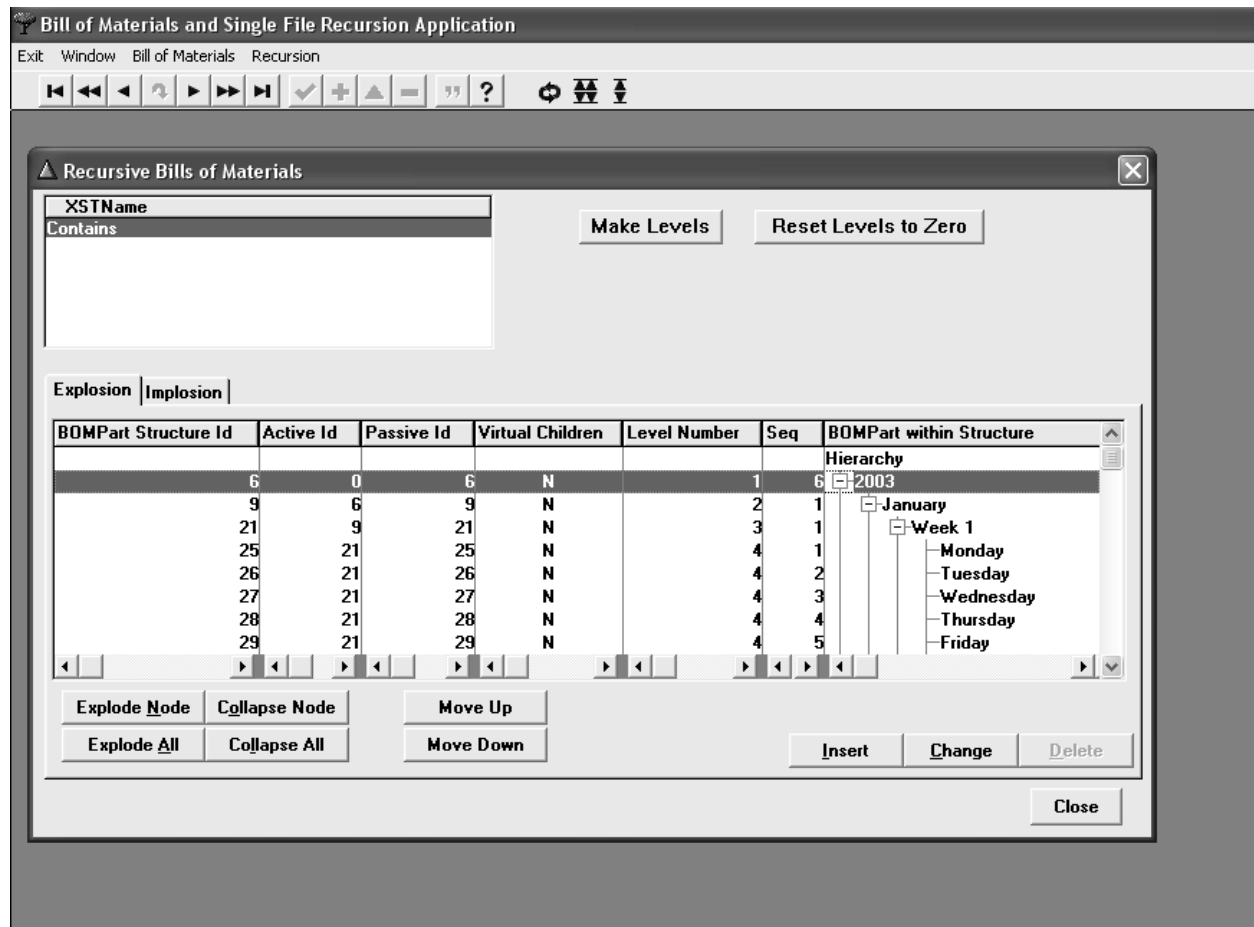 Bill of Materials and Single File Recursion Application
Exit Window Bill of Materials Recursion
?
Recursive Bills of Materials
XSTName
Contains
Make Levels Reset Levels to Zero
Explosion Implosion
BOMPart Structure Id Active Id Passive Id Virtual Children Level Number Seq BOMPart within Structure
Hierarchy
6 0 6 N 1 6 2003
9 6 9 N 2 1 January
21 9 21 N 3 1 Week 1
25 21 25 N 4 1 Monday
26 21 26 N 4 2 Tuesday
27 21 27 N 4 3 Wednesday
28 21 28 N 4 4 Thursday
29 21 29 N 4 5 Friday
Explode Node Collapse Node Move Up
Explode All Collapse All Move Down
Insert Change Delete
Close